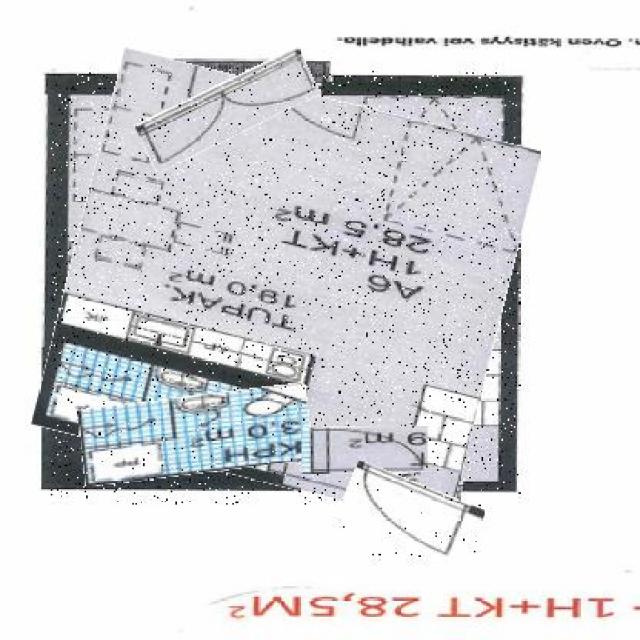 1H+KT 28,5M²
KPH
3.0 m²
9 m²
A6
1H+KT
28.5 m²
TUPAK.
19.0 m²
Oven kätisyys voi vaihdella.